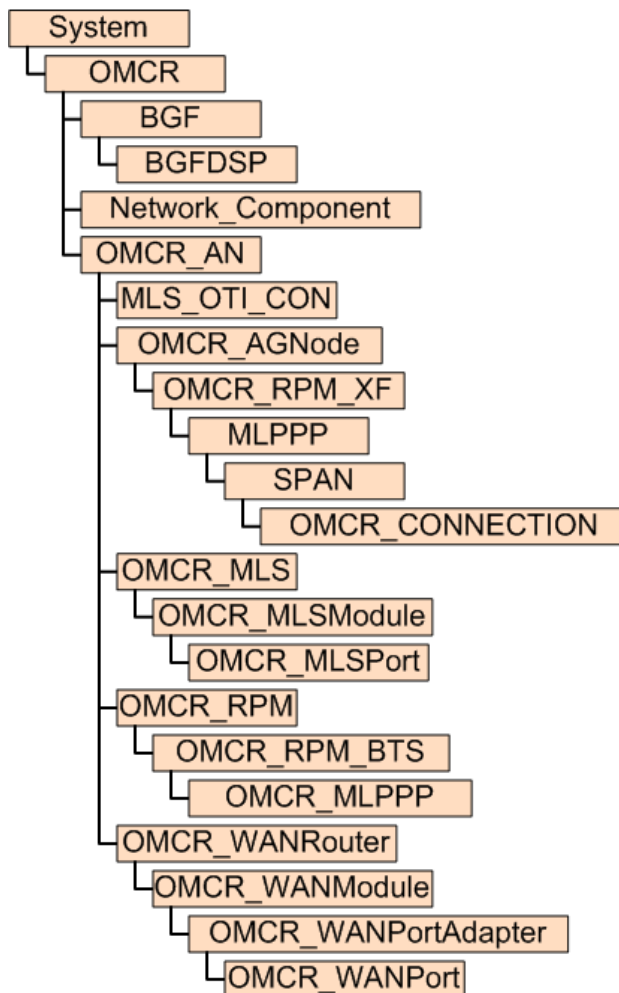 System
OMCR
BGF
BGFDSP
Network_Component
OMCR_AN
MLS_OTI_CON
OMCR_AGNode
OMCR_RPM_XF
MLPPP
SPAN
OMCR_CONNECTION
OMCR_MLS
OMCR_MLSModule
OMCR_MLSPort
OMCR_RPM
OMCR_RPM_BTS
OMCR_MLPPP
OMCR_WANRouter
OMCR_WANModule
OMCR_WANPortAdapter
OMCR_WANPort